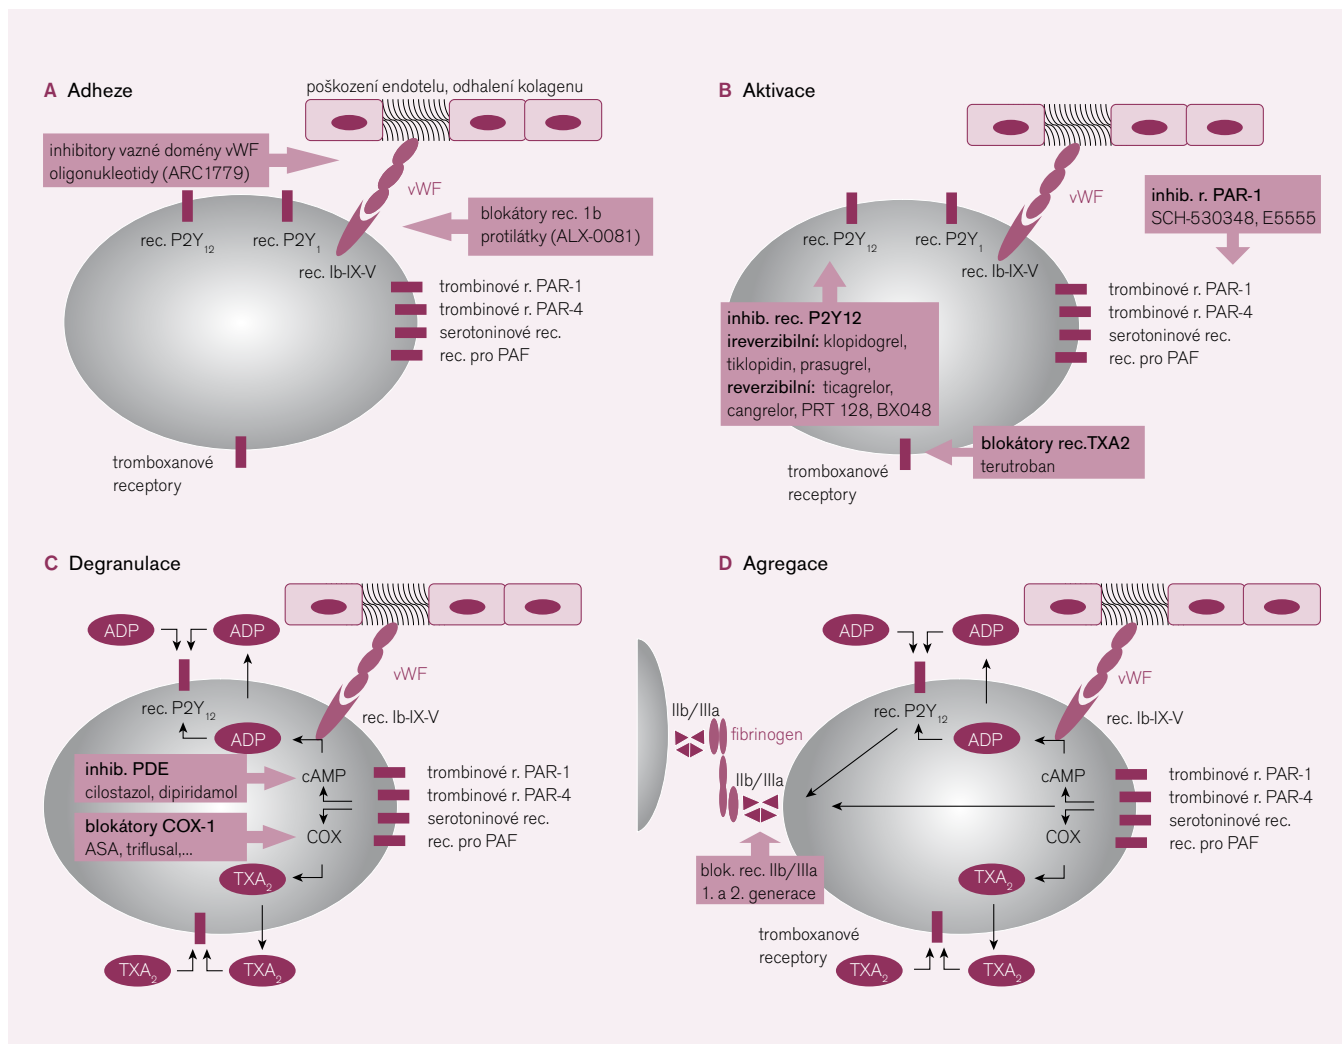 A Adheze
poškození endotelu, odhalení kolagenu
inhibitory vazné domény vWF
oligonukleotidy (ARC1779)
vWF
blokátory rec. 1b
protilátky (ALX-0081)
rec. P2Y12
rec. P2Y1
rec. Ib-IX-V
trombinové r. PAR-1
trombinové r. PAR-4
serotoninové rec.
rec. pro PAF
tromboxanové
receptory
B Aktivace
vWF
inhib. r. PAR-1
SCH-530348, E5555
rec. P2Y12
rec. P2Y1
rec. Ib-IX-V
trombinové r. PAR-1
trombinové r. PAR-4
serotoninové rec.
rec. pro PAF
inhib. rec. P2Y12
ireverzibilní: klopidogrel,
tiklopidin, prasugrel,
reverzibilní: ticagrelor,
cangrelor, PRT 128, BX048
blokátory rec.TXA2
terutroban
tromboxanové
receptory
C Degranulace
ADP
ADP
vWF
rec. P2Y12
rec. Ib-IX-V
ADP
inhib. PDE
cilostazol, dipiridamol
cAMP
blokátory COX-1
ASA, triflusal,...
COX
trombinové r. PAR-1
trombinové r. PAR-4
serotoninové rec.
rec. pro PAF
TXA2
TXA2
TXA2
D Agregace
ADP
ADP
vWF
IIb/IIIa
rec. P2Y12
rec. Ib-IX-V
fibrinogen
ADP
IIb/IIIa
cAMP
COX
trombinové r. PAR-1
trombinové r. PAR-4
serotoninové rec.
rec. pro PAF
blok. rec. IIb/IIIa
1. a 2. generace
TXA2
tromboxanové
receptory
TXA2
TXA2